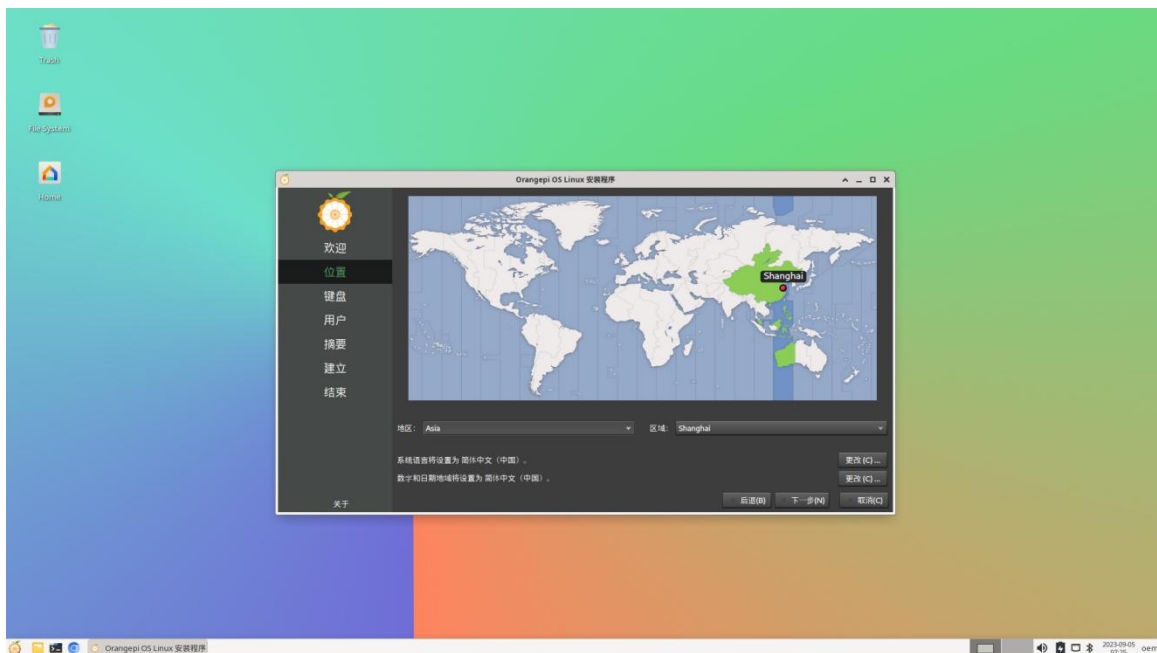 Trash
File System
Home
Orangepi OS Linux 安装程序
欢迎
位置
键盘
用户
摘要
建立
结束
关于
Shanghai
地区: Asia
区域: Shanghai
系统语言将设置为 简体中文（中国）。
更改 (C) ...
数字和日期地域将设置为 简体中文（中国）。
更改 (C) ...
后退(B)
下一步(N)
取消(C)
Orangepi OS Linux 安装程序
2023-09-05
07:25
oem